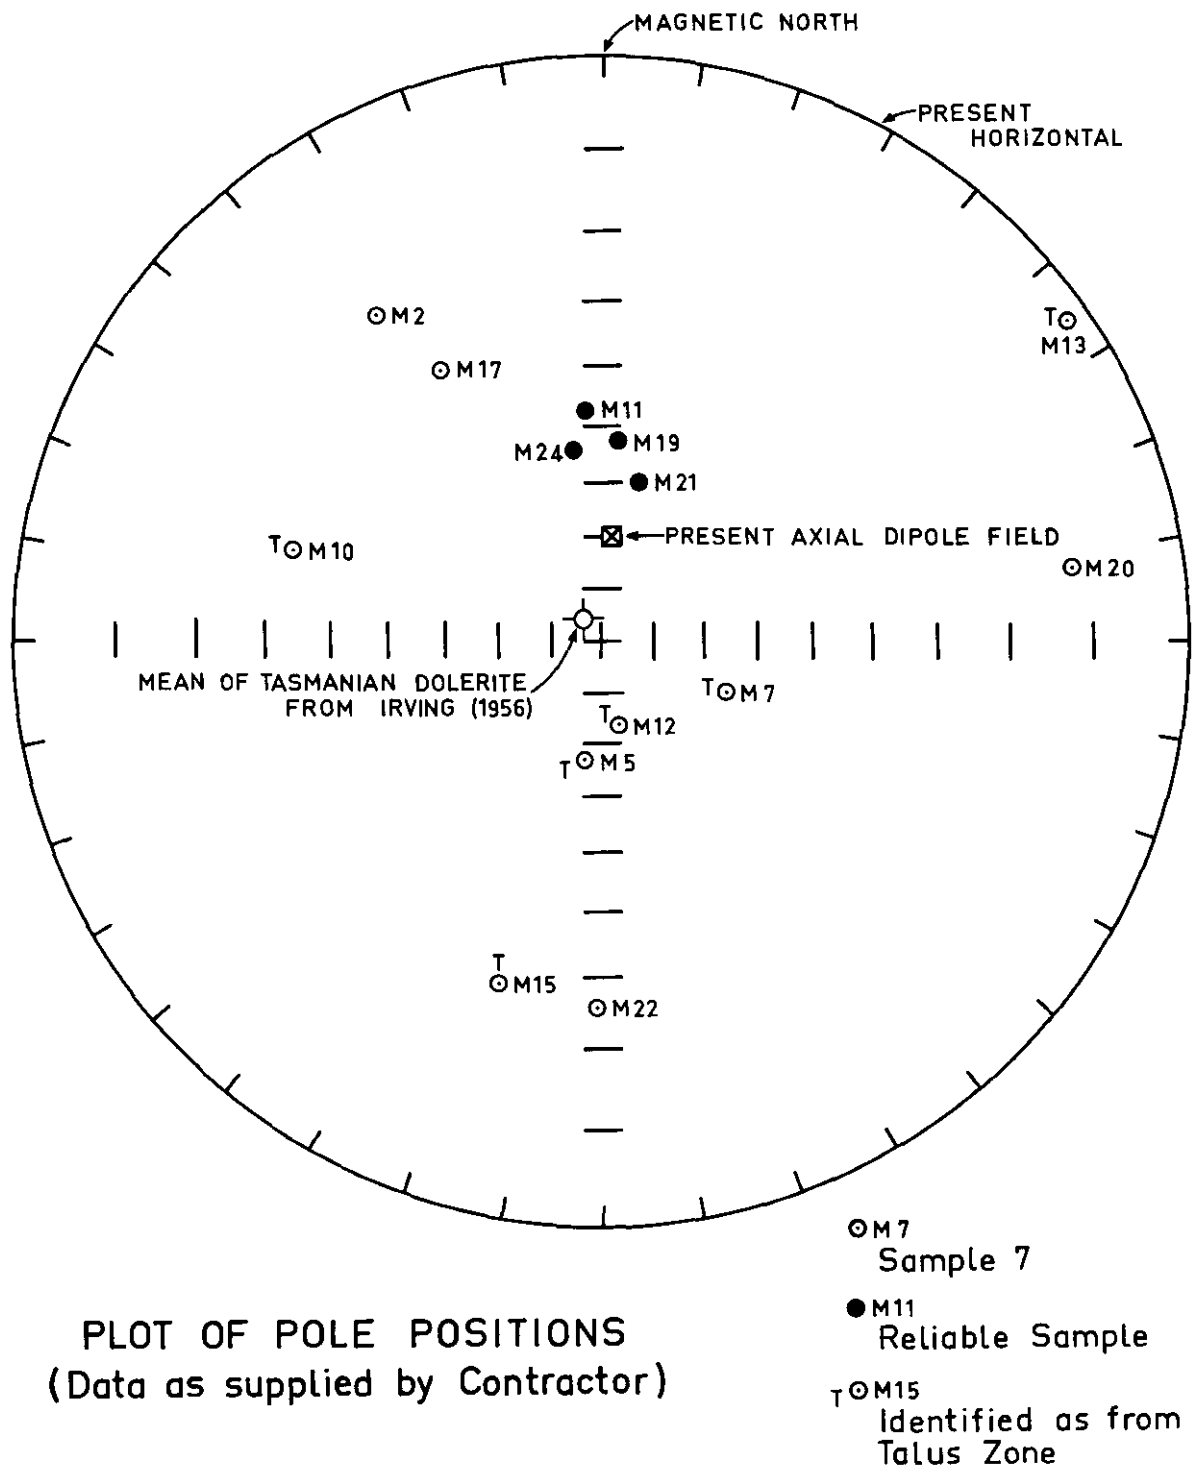 MAGNETIC NORTH
PRESENT
HORIZONTAL
M2
T
M13
M17
M11
M19
M24
M21
PRESENT AXIAL DIPOLE FIELD
T M10
M20
MEAN OF TASMANIAN DOLERITE
FROM IRVING (1956)
T M7
T M12
T M5
T
M15
M22
M7
Sample 7
M11
Reliable Sample
T M15
Identified as from
Talus Zone
PLOT OF POLE POSITIONS
(Data as supplied by Contractor)